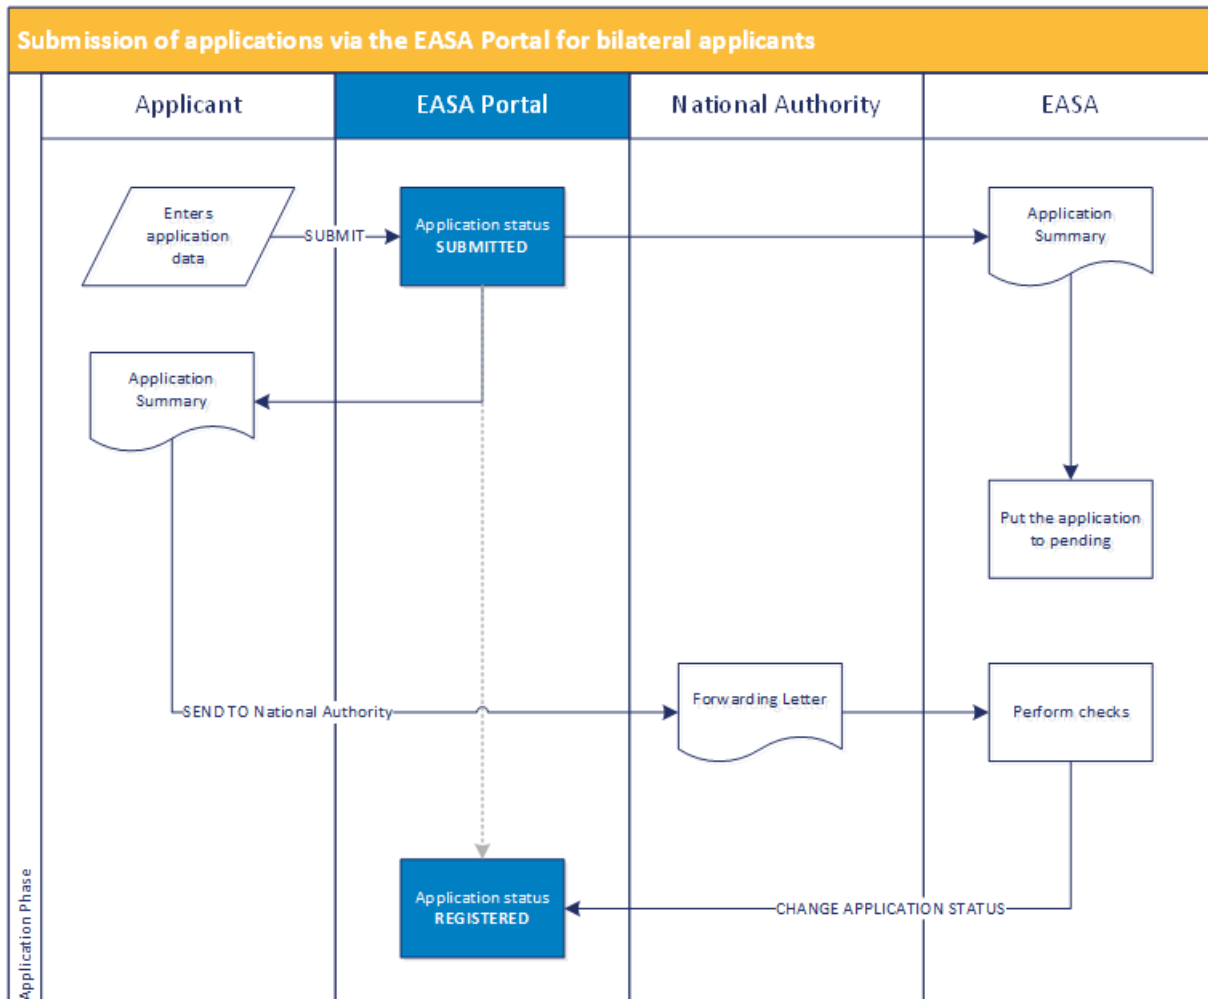 Submission of applications via the EASA Portal for bilateral applicants
Applicant
EASA Portal
National Authority
EASA
Enters
application
data
SUBMIT
Application status
SUBMITTED
Application
Summary
Application
Summary
Put the application
to pending
SEND TO National Authority
Forwarding Letter
Perform checks
Application status
REGISTERED
CHANGE APPLICATION STATUS
Application Phase